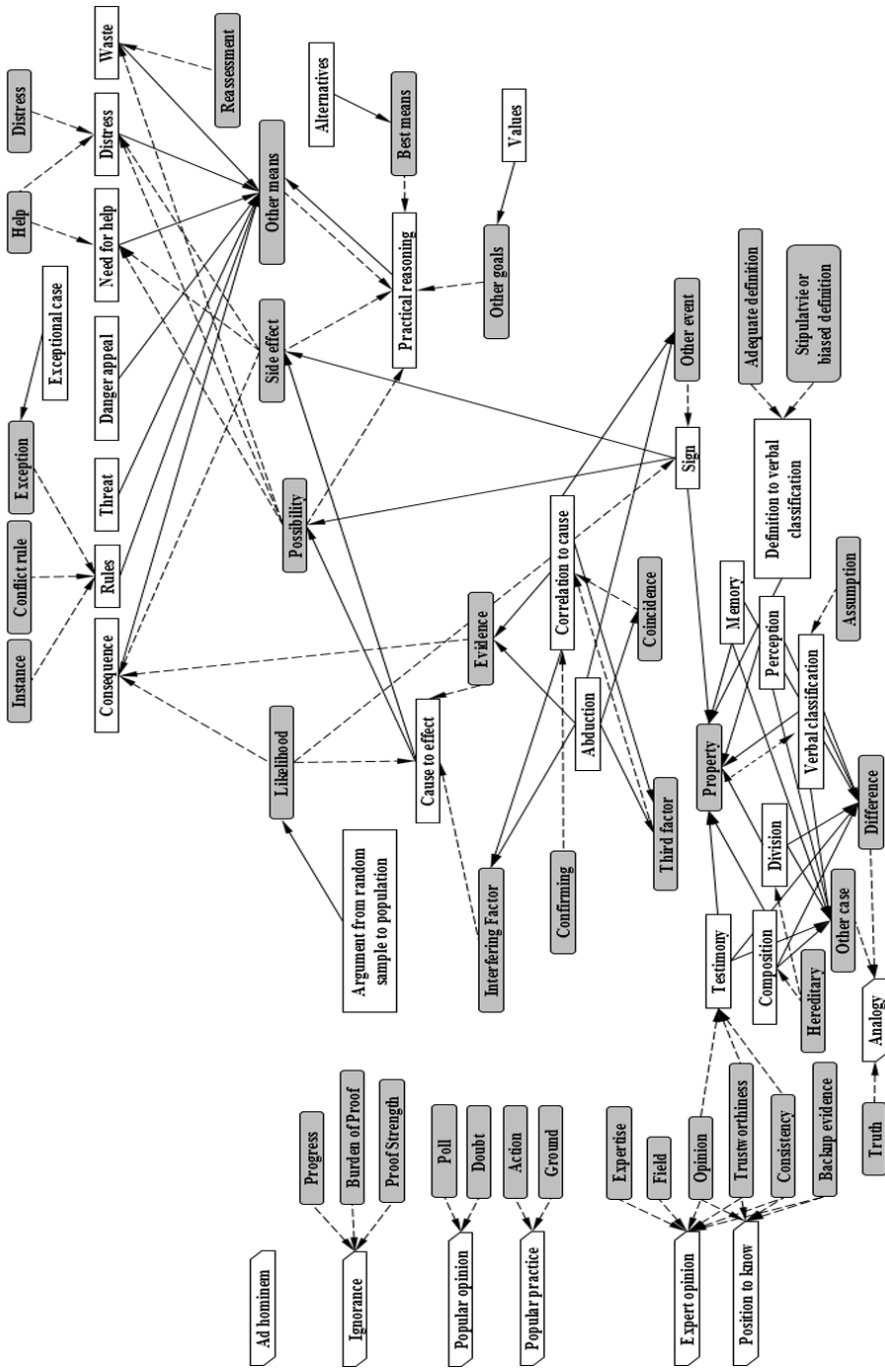 Instance
Conflict rule
Exception
Help
Distress
Exceptional case
Consequence
Rules
Threat
Danger appeal
Need for help
Distress
Waste
Reassessment
Ad hominem
Likelihood
Side effect
Other means
Possibility
Progress
Alternatives
Ignorance
Burden of Proof
Argument from random
sample to population
Proof Strength
Practical reasoning
Best means
Cause to effect
Poll
Popular opinion
Doubt
Interfering Factor
Evidence
Other goals
Values
Action
Popular practice
Ground
Confirming
Correlation to cause
Abduction
Expertise
Field
Third factor
Coincidence
Expert opinion
Opinion
Sign
Other event
Testimony
Property
Memory
Position to know
Trustworthiness
Adequate definition
Composition
Division
Perception
Definition to verbal
classification
Consistency
Hereditary
Verbal classification
Stipulatvie or
biased definition
Backup evidence
Other case
Assumption
Truth
Analogy
Difference